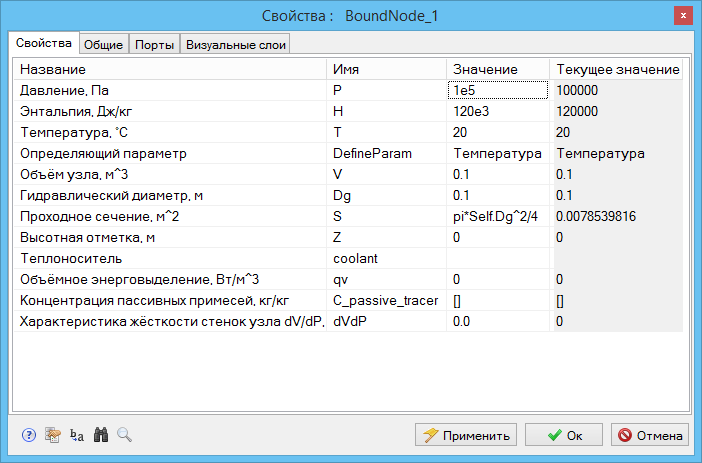 Свойства : BoundNode_1
x
Свойства Общие Порты Визуальные слои
Название Имя Значение Текущее значение
Давление, Па P 1e5 100000
Энтальпия, Дж/кг H 120e3 120000
Температура, °C T 20 20
Определяющий параметр DefineParam Температура Температура
Объём узла, м^3 V 0.1 0.1
Гидравлический диаметр, м Dg 0.1 0.1
Проходное сечение, м^2 S pi*Self.Dg^2/4 0.0078539816
Высотная отметка, м Z 0 0
Теплоноситель coolant
Объёмное энерговыделение, Вт/м^3 qv 0 0
Концентрация пассивных примесей, кг/кг C_passive_tracer [] []
Характеристика жёсткости стенок узла dV/dP, dVdP 0.0 0
? ba Применить Ок Отмена